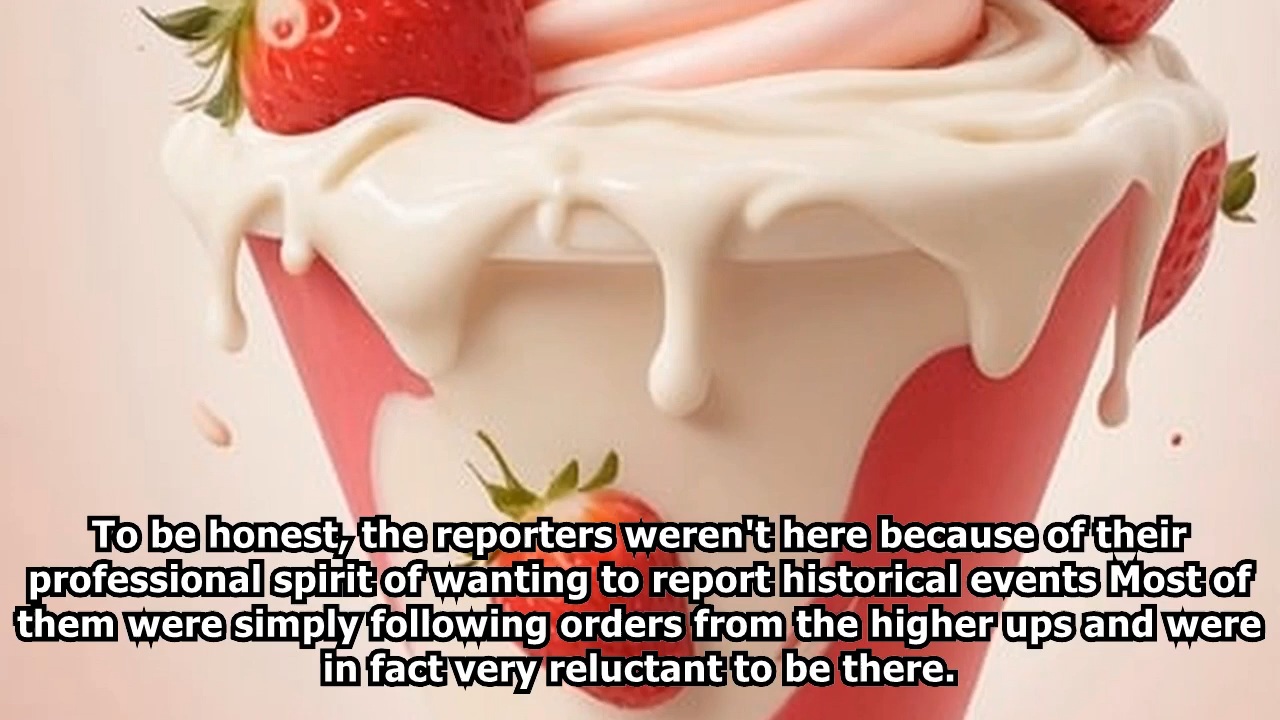 To be honest, the reporters weren't here because of their
professional spirit of wanting to report historical events Most of
them were simply following orders from the higher ups and were
in fact very reluctant to be there.